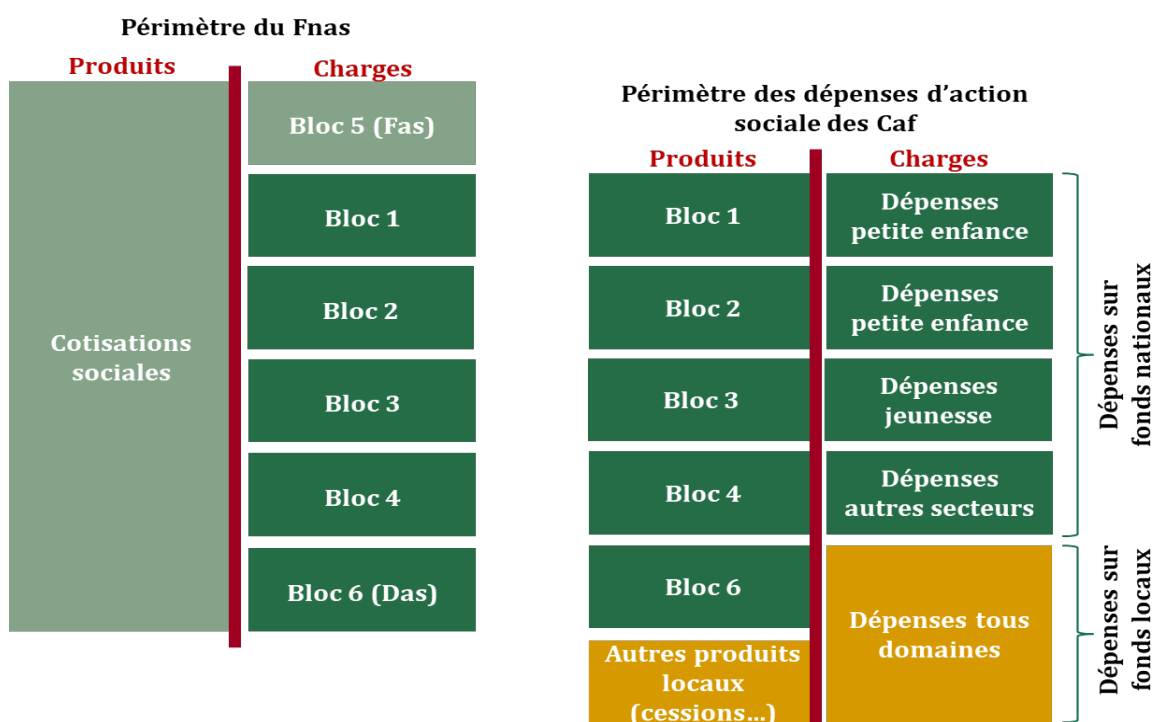 Périmètre du Fnas
Produits
Charges
Cotisations
sociales
Bloc 5 (Fas)
Bloc 1
Bloc 2
Bloc 3
Bloc 4
Bloc 6 (Das)
Périmètre des dépenses d’action
sociale des Caf
Produits
Charges
Bloc 1
Dépenses
petite enfance
Bloc 2
Dépenses
petite enfance
Bloc 3
Dépenses
jeunesse
Bloc 4
Dépenses
autres secteurs
Bloc 6
Autres produits
locaux
(cessions...)
Dépenses tous
domaines
Dépenses sur
fonds nationaux
Dépenses sur
fonds locaux